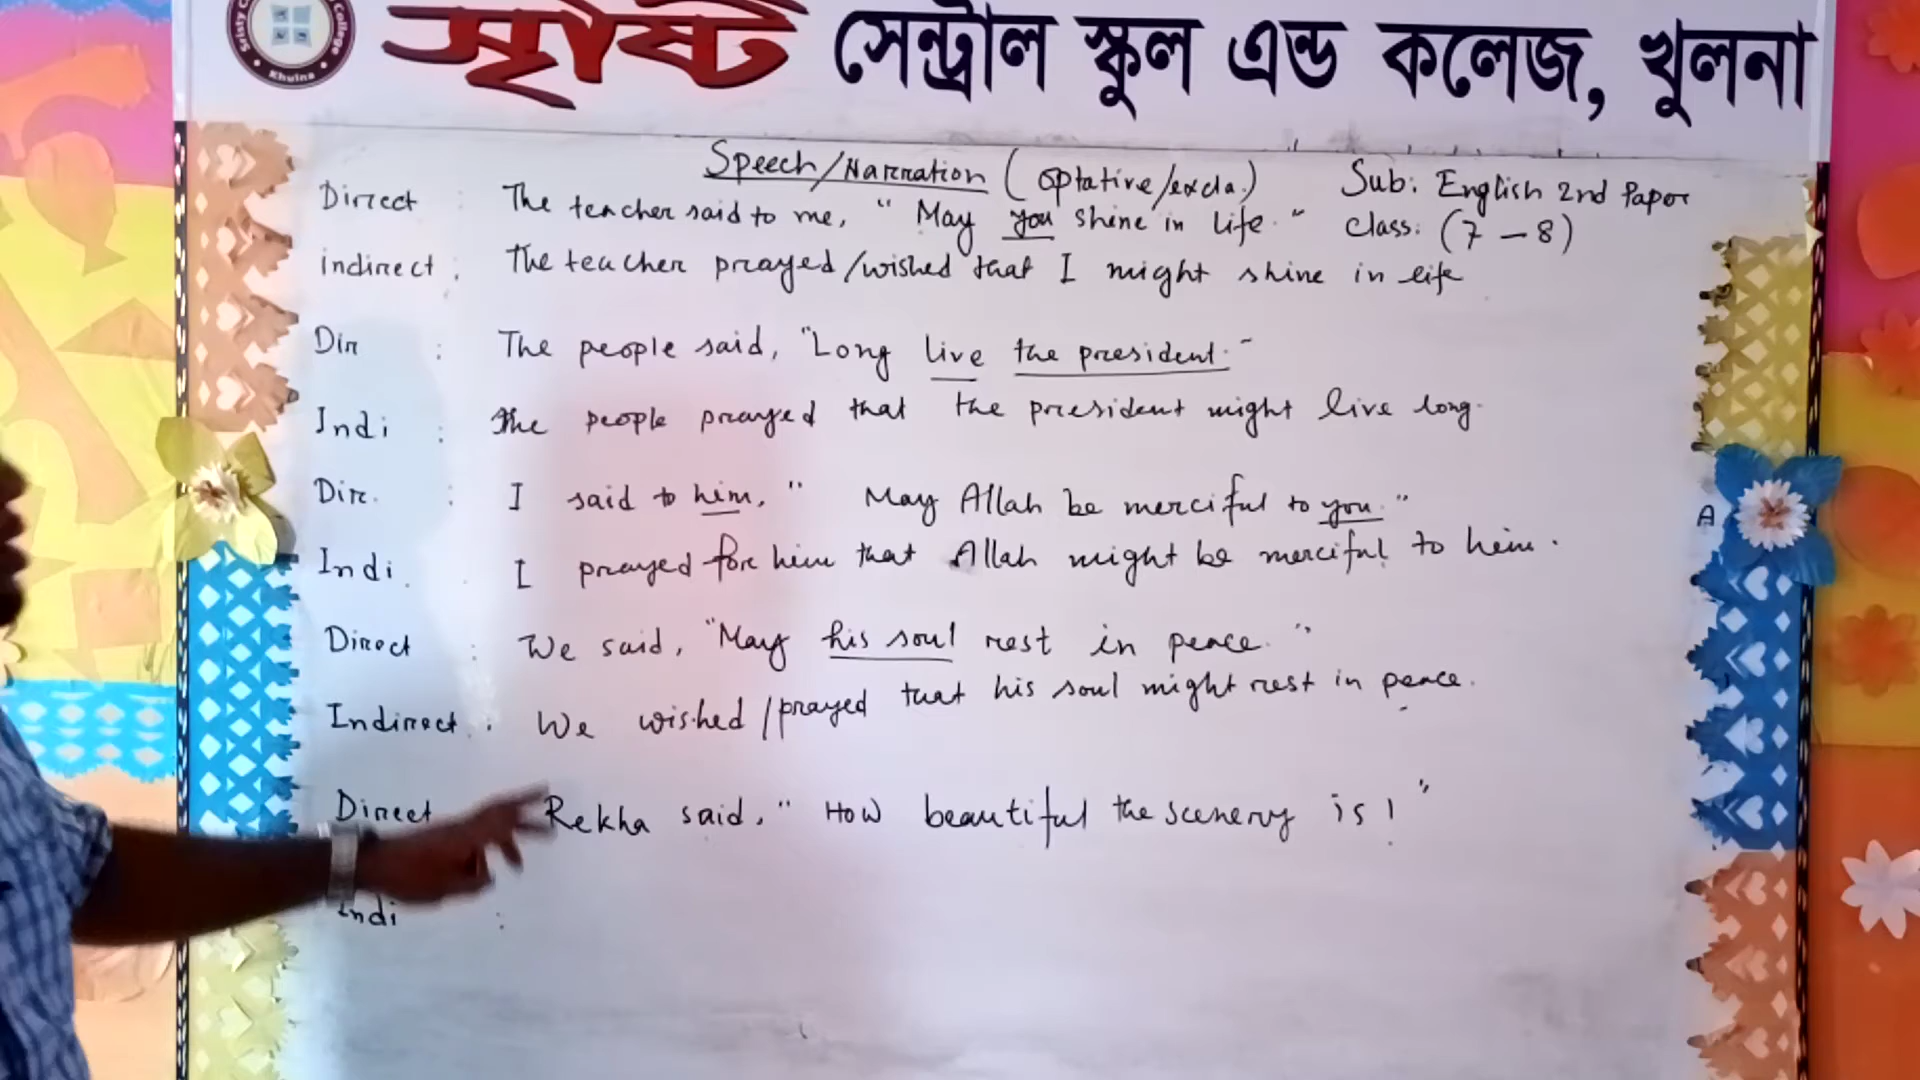 সৃষ্টি সেন্ট্রাল স্কুল এন্ড কলেজ, খুলনা
College
Khulna
Speech/Narration (optative/excla.)
Sub: English 2nd Paper
Class: (7-8)
Direct : The teacher said to me, "May you shine in life."
indirect : The teacher prayed/wished that I might shine in life
Dir : The people said, "Long live the president."
Indi : The people prayed that the president might live long.
Dir. : I said to him, "May Allah be merciful to you."
A
Indi : I prayed for him that Allah might be merciful to him.
Direct : We said, "May his soul rest in peace."
Indirect : We wished/prayed that his soul might rest in peace.
Direct Rekha said, "How beautiful the scenery is!"
Indi :